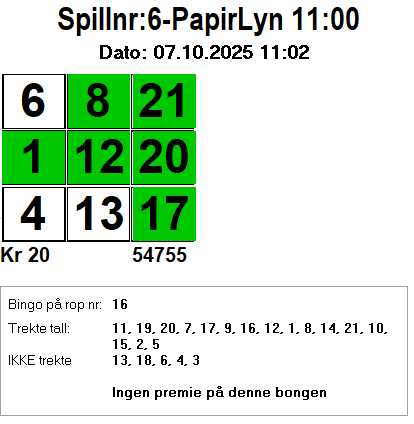 Spillnr:6-PapirLyn 11:00
Dato: 07.10.2025 11:02
6 8 21
1 12 20
4 13 17
Kr 20 54755
Bingo på rop nr: 16
Trekte tall: 11, 19, 20, 7, 17, 9, 16, 12, 1, 8, 14, 21, 10,
15, 2, 5
IKKE trekte 13, 18, 6, 4, 3
Ingen premie på denne bongen